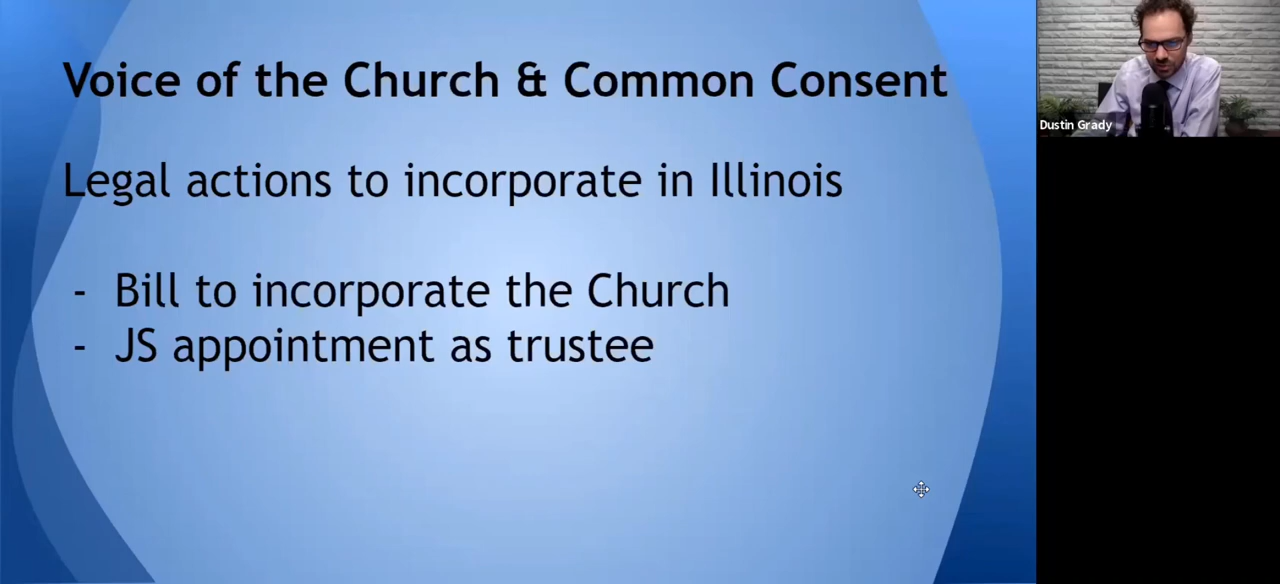 Voice of the Church & Common Consent
Legal actions to incorporate in Illinois
- Bill to incorporate the Church
- JS appointment as trustee
Dustin Grady